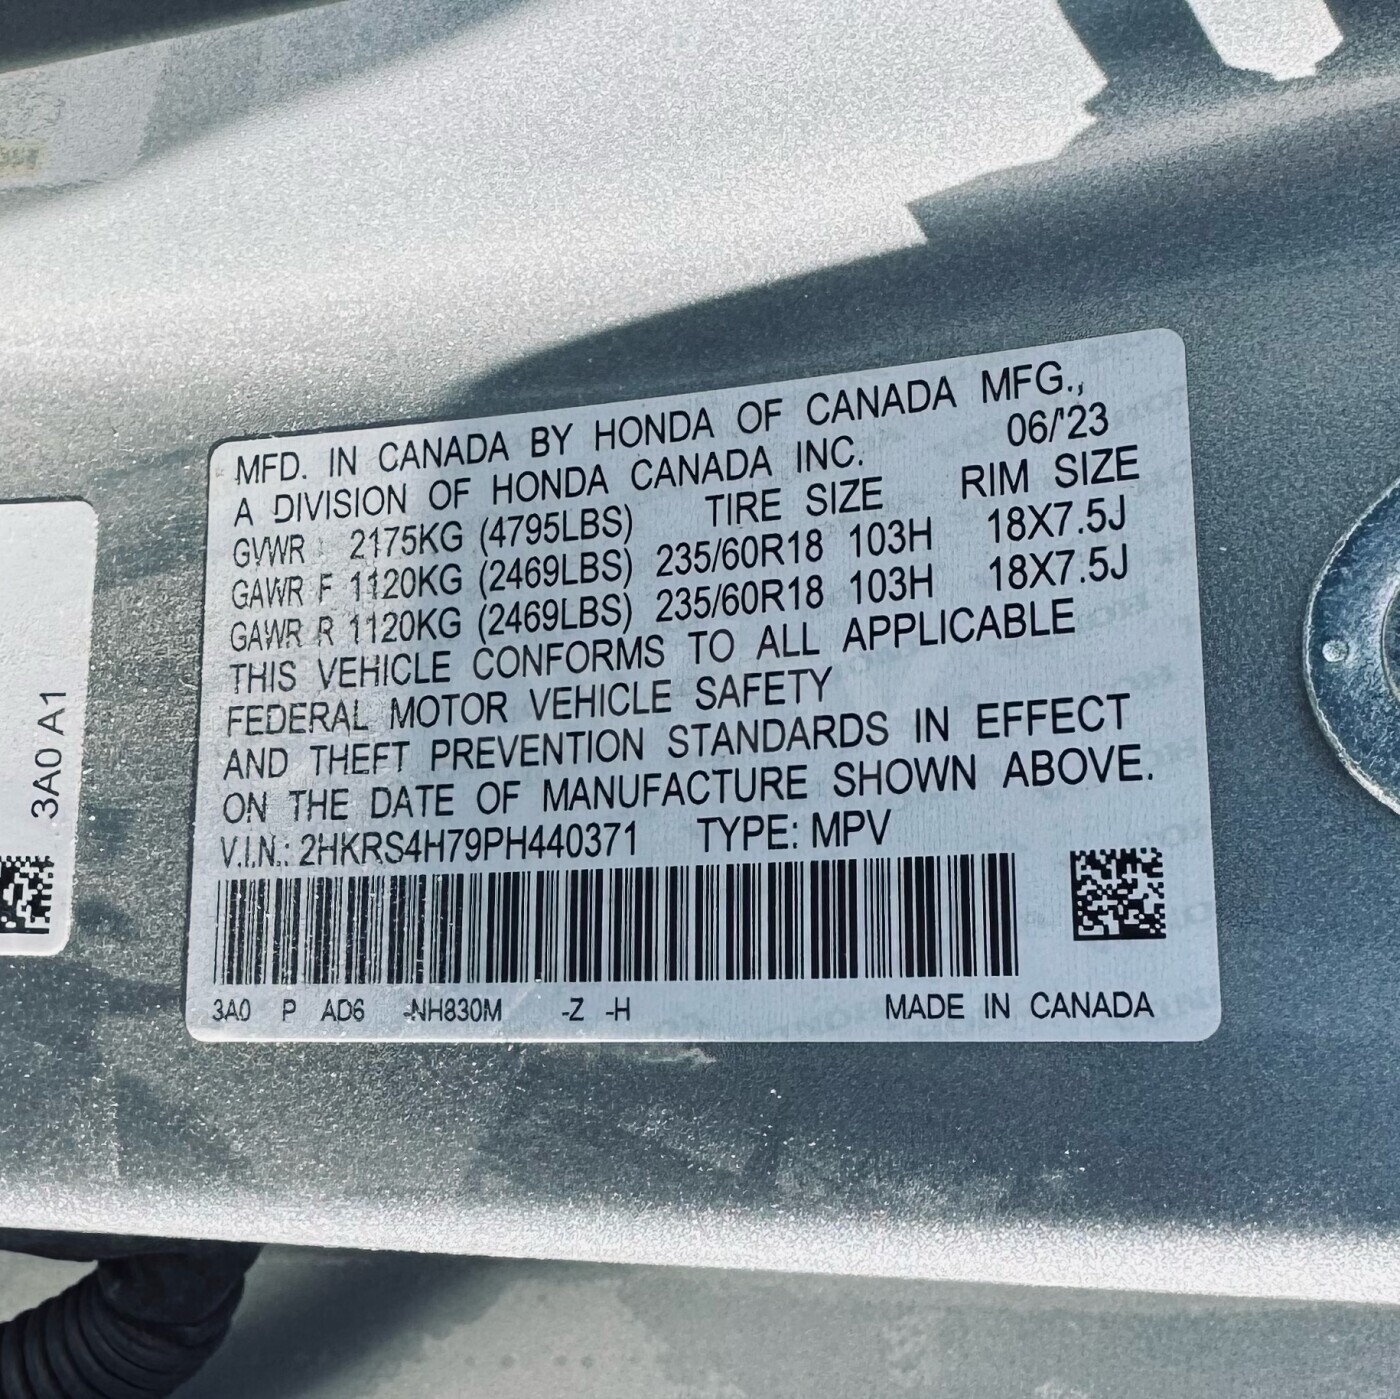 MFD. IN CANADA BY HONDA OF CANADA MFG.,
A DIVISION OF HONDA CANADA INC. 06/'23
GVWR 2175KG (4795LBS) TIRE SIZE RIM SIZE
GAWR F 1120KG (2469LBS) 235/60R18 103H 18X7.5J
GAWR R 1120KG (2469LBS) 235/60R18 103H 18X7.5J
THIS VEHICLE CONFORMS TO ALL APPLICABLE
FEDERAL MOTOR VEHICLE SAFETY
AND THEFT PREVENTION STANDARDS IN EFFECT
ON THE DATE OF MANUFACTURE SHOWN ABOVE.
V.I.N.: 2HKRS4H79PH440371 TYPE: MPV
3A0 P AD6 -NH830M -Z -H MADE IN CANADA
3A0 A1